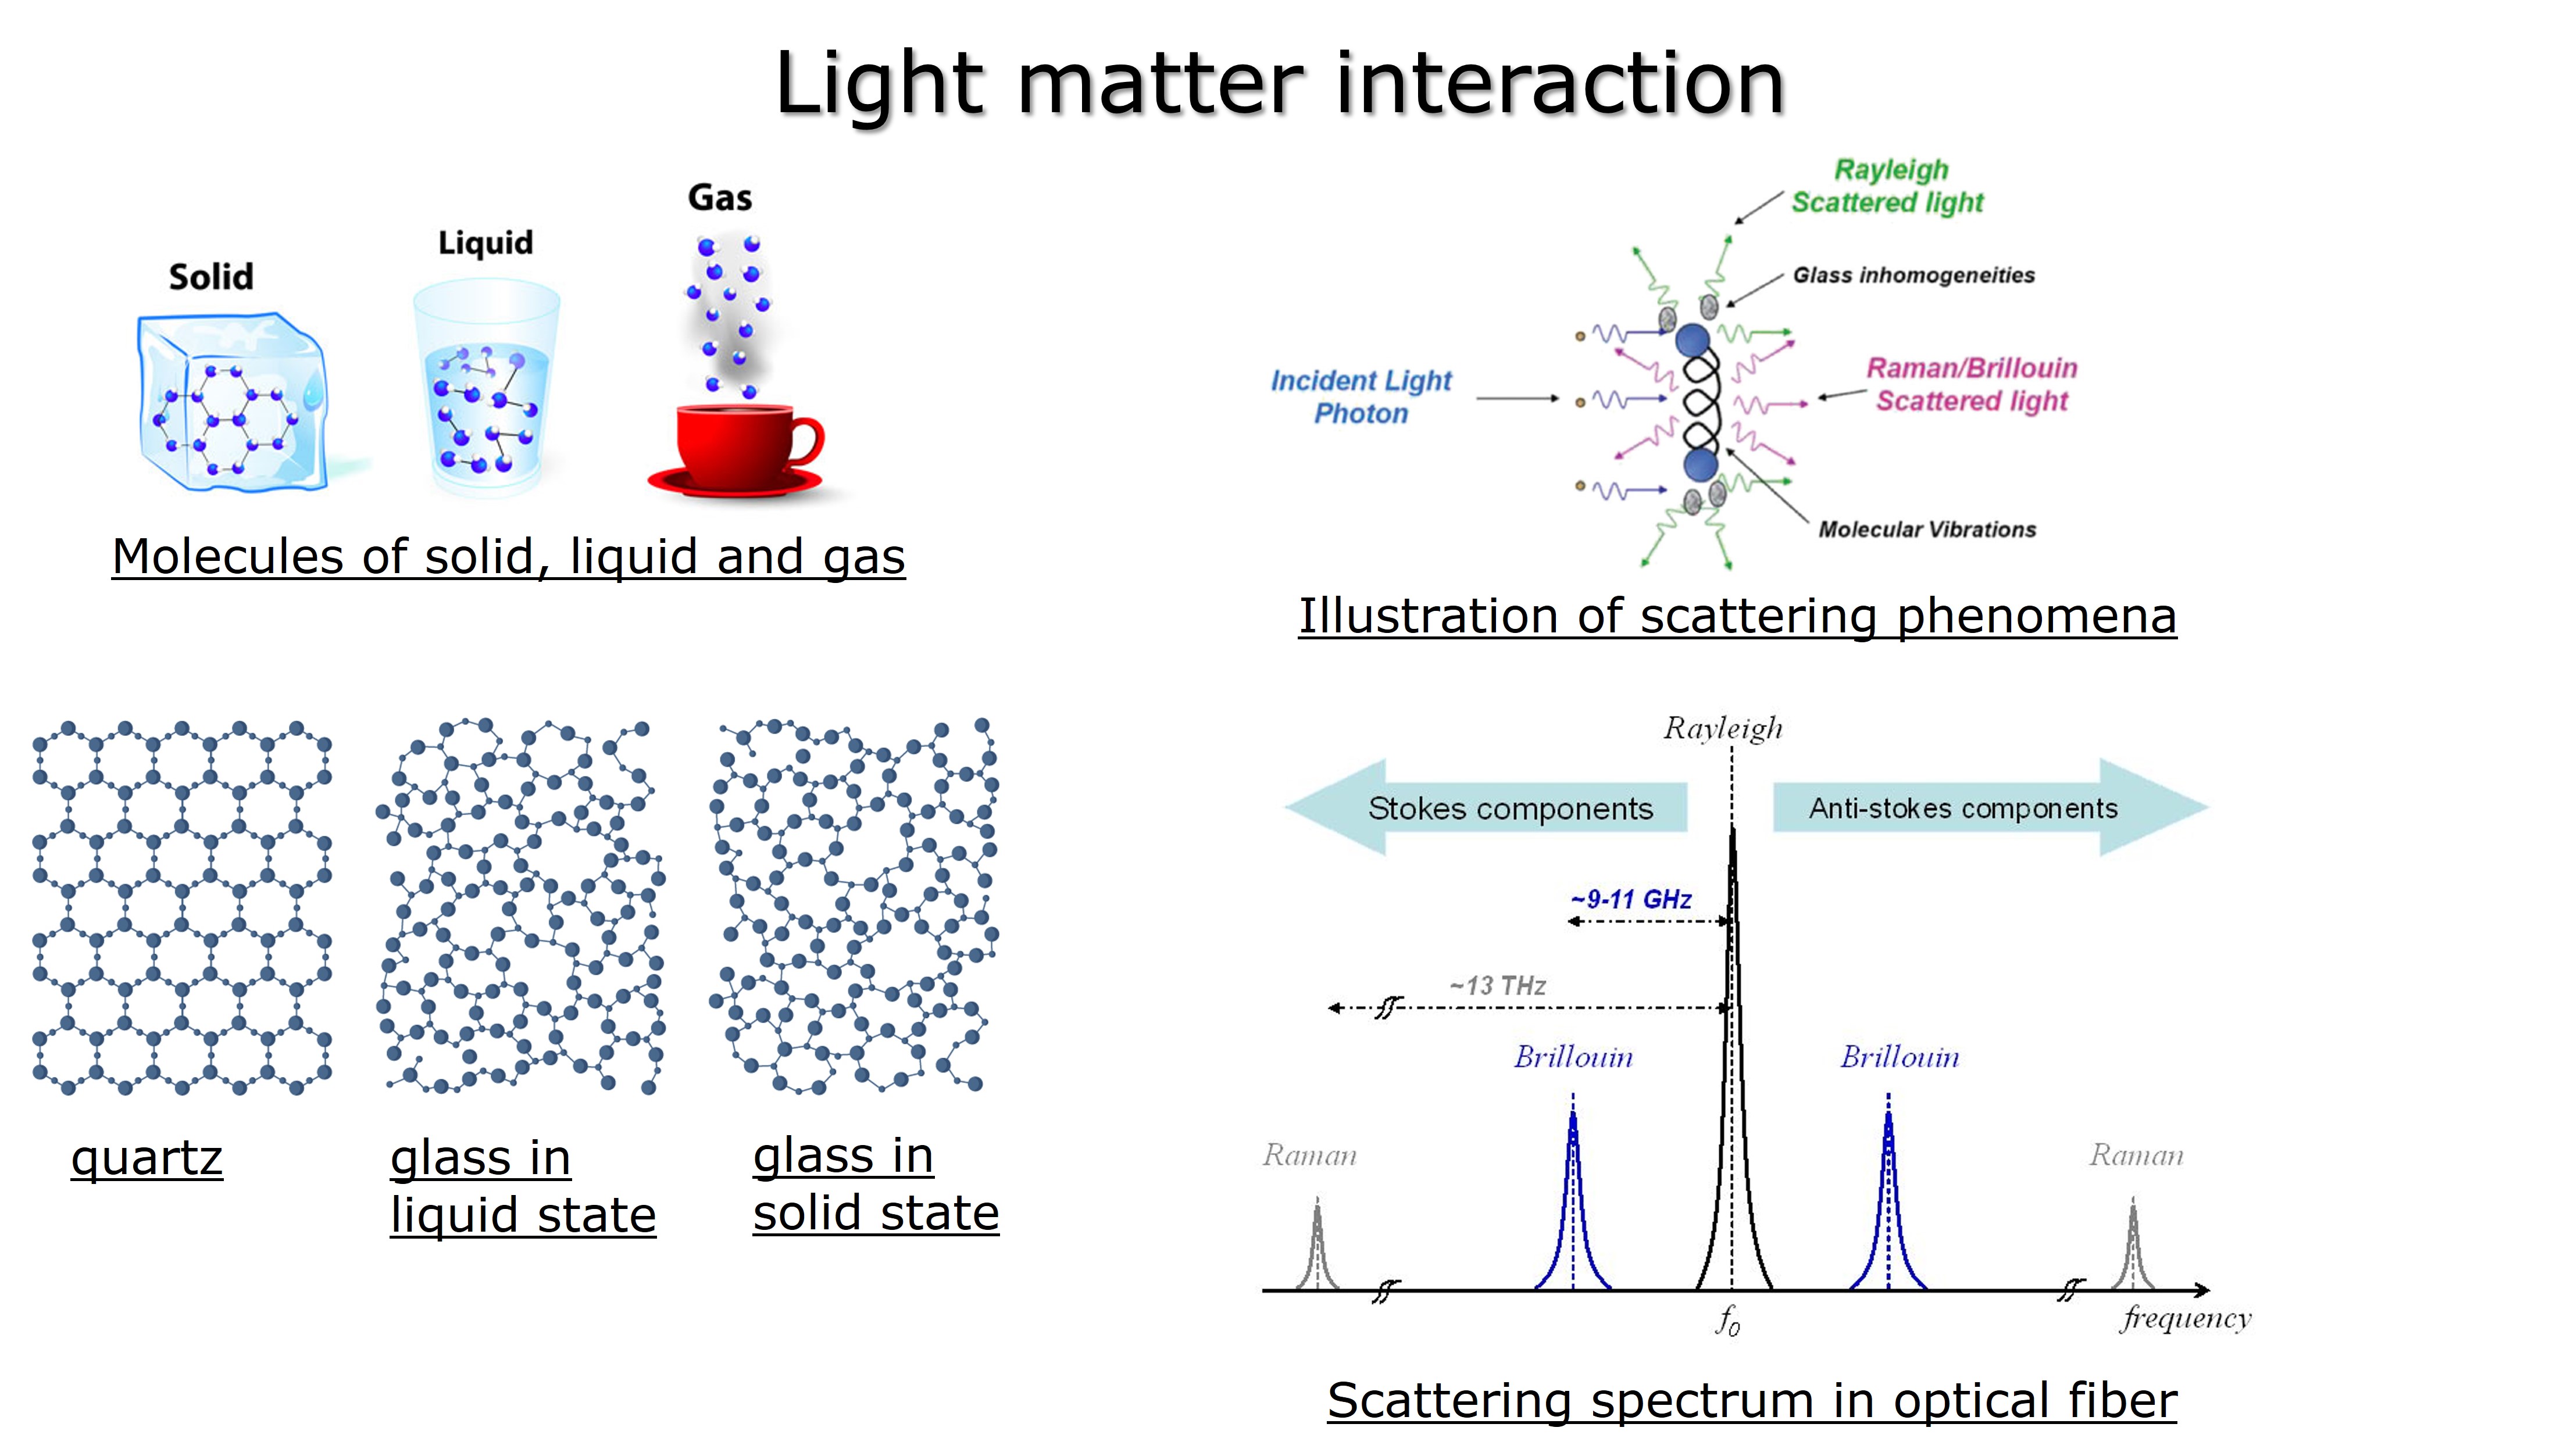 Light matter interaction
Solid
Liquid
Gas
Molecules of solid, liquid and gas
Rayleigh
Scattered light
Glass inhomogeneities
Incident Light
Photon
Raman/Brillouin
Scattered light
Molecular Vibrations
Illustration of scattering phenomena
quartz
glass in
liquid state
glass in
solid state
Rayleigh
Stokes components
Anti-stokes components
~9-11 GHz
~13 THz
Brillouin
Brillouin
Raman
Raman
f0
frequency
Scattering spectrum in optical fiber